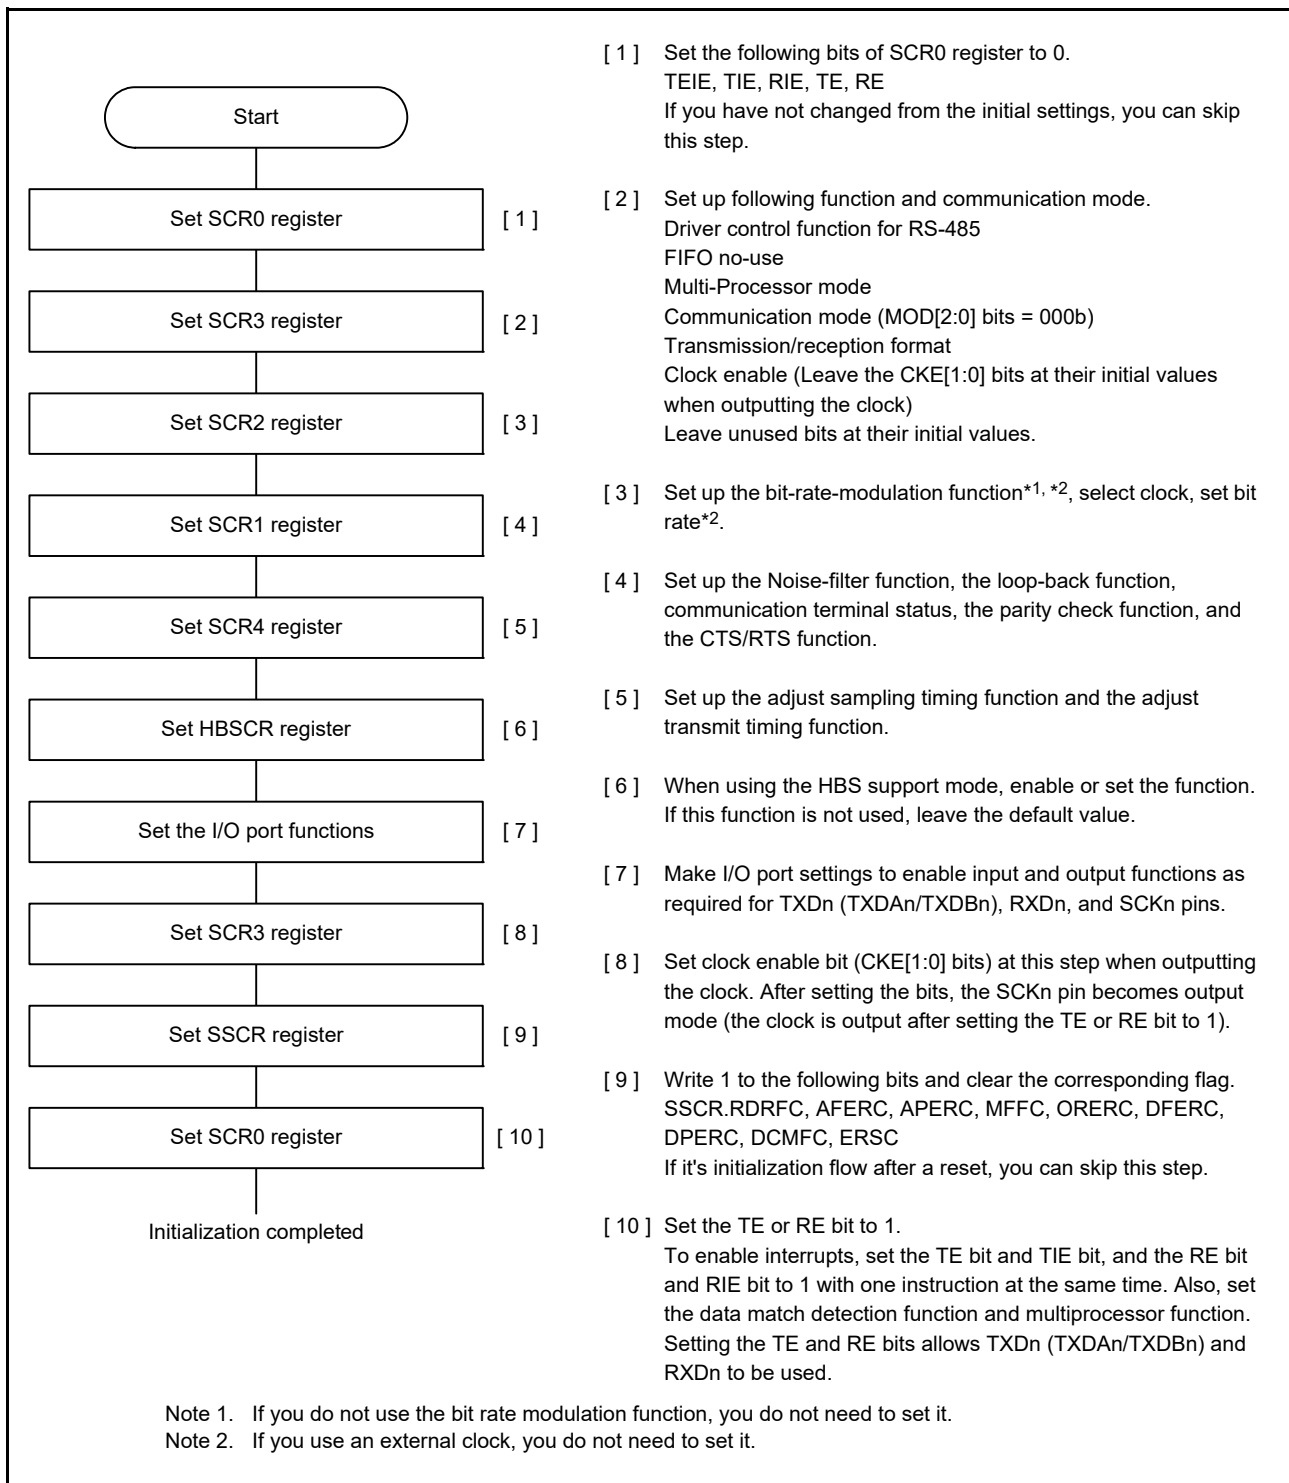 Start
Set SCR0 register [ 1 ]
Set SCR3 register [ 2 ]
Set SCR2 register [ 3 ]
Set SCR1 register [ 4 ]
Set SCR4 register [ 5 ]
Set HBSCR register [ 6 ]
Set the I/O port functions [ 7 ]
Set SCR3 register [ 8 ]
Set SSCR register [ 9 ]
Set SCR0 register [ 10 ]
Initialization completed
[ 1 ] Set the following bits of SCR0 register to 0.
TEIE, TIE, RIE, TE, RE
If you have not changed from the initial settings, you can skip
this step.
[ 2 ] Set up following function and communication mode.
Driver control function for RS-485
FIFO no-use
Multi-Processor mode
Communication mode (MOD[2:0] bits = 000b)
Transmission/reception format
Clock enable (Leave the CKE[1:0] bits at their initial values
when outputting the clock)
Leave unused bits at their initial values.
[ 3 ] Set up the bit-rate-modulation function*1, *2, select clock, set bit
rate*2.
[ 4 ] Set up the Noise-filter function, the loop-back function,
communication terminal status, the parity check function, and
the CTS/RTS function.
[ 5 ] Set up the adjust sampling timing function and the adjust
transmit timing function.
[ 6 ] When using the HBS support mode, enable or set the function.
If this function is not used, leave the default value.
[ 7 ] Make I/O port settings to enable input and output functions as
required for TXDn (TXDAn/TXDBn), RXDn, and SCKn pins.
[ 8 ] Set clock enable bit (CKE[1:0] bits) at this step when outputting
the clock. After setting the bits, the SCKn pin becomes output
mode (the clock is output after setting the TE or RE bit to 1).
[ 9 ] Write 1 to the following bits and clear the corresponding flag.
SSCR.RDRFC, AFERC, APERC, MFFC, ORERC, DFERC,
DPERC, DCMFC, ERSC
If it's initialization flow after a reset, you can skip this step.
[ 10 ] Set the TE or RE bit to 1.
To enable interrupts, set the TE bit and TIE bit, and the RE bit
and RIE bit to 1 with one instruction at the same time. Also, set
the data match detection function and multiprocessor function.
Setting the TE and RE bits allows TXDn (TXDAn/TXDBn) and
RXDn to be used.
Note 1. If you do not use the bit rate modulation function, you do not need to set it.
Note 2. If you use an external clock, you do not need to set it.